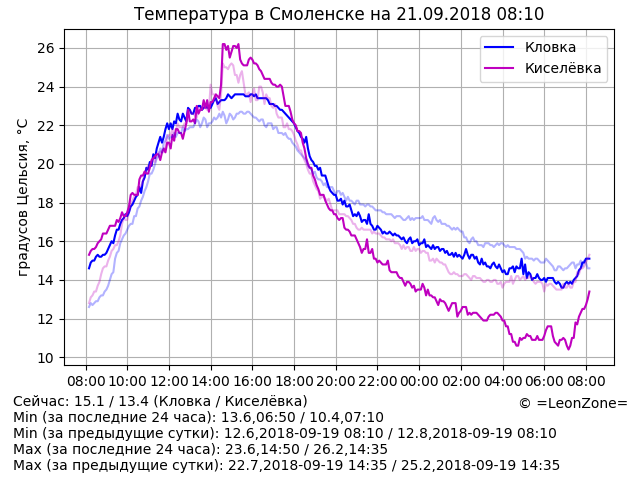 Температура в Смоленске на 21.09.2018 08:10
Кловка
Киселёвка
градусов Цельсия, °C
26
24
22
20
18
16
14
12
10
08:00 10:00 12:00 14:00 16:00 18:00 20:00 22:00 00:00 02:00 04:00 06:00 08:00
Сейчас: 15.1 / 13.4 (Кловка / Киселёвка)
© =LeonZone=
Min (за последние 24 часа): 13.6,06:50 / 10.4,07:10
Min (за предыдущие сутки): 12.6,2018-09-19 08:10 / 12.8,2018-09-19 08:10
Max (за последние 24 часа): 23.6,14:50 / 26.2,14:35
Max (за предыдущие сутки): 22.7,2018-09-19 14:35 / 25.2,2018-09-19 14:35